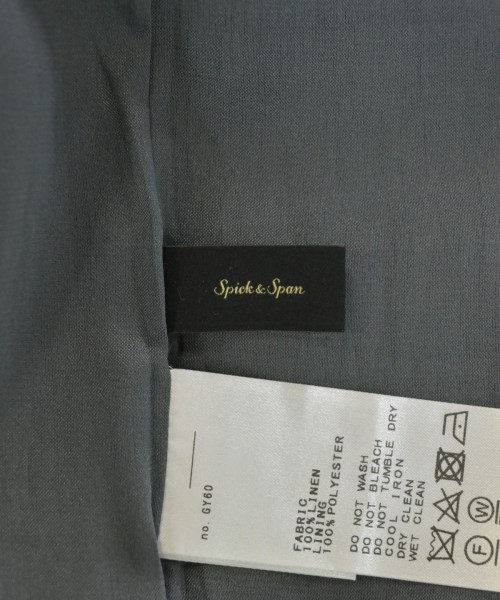 Spick & Span
no. GY60
FABRIC
100% LINEN
LINING
100% POLYESTER
DO NOT WASH
DO NOT BLEACH
DO NOT TUMBLE DRY
COOL IRON
DRY CLEAN
WET CLEAN
W
F